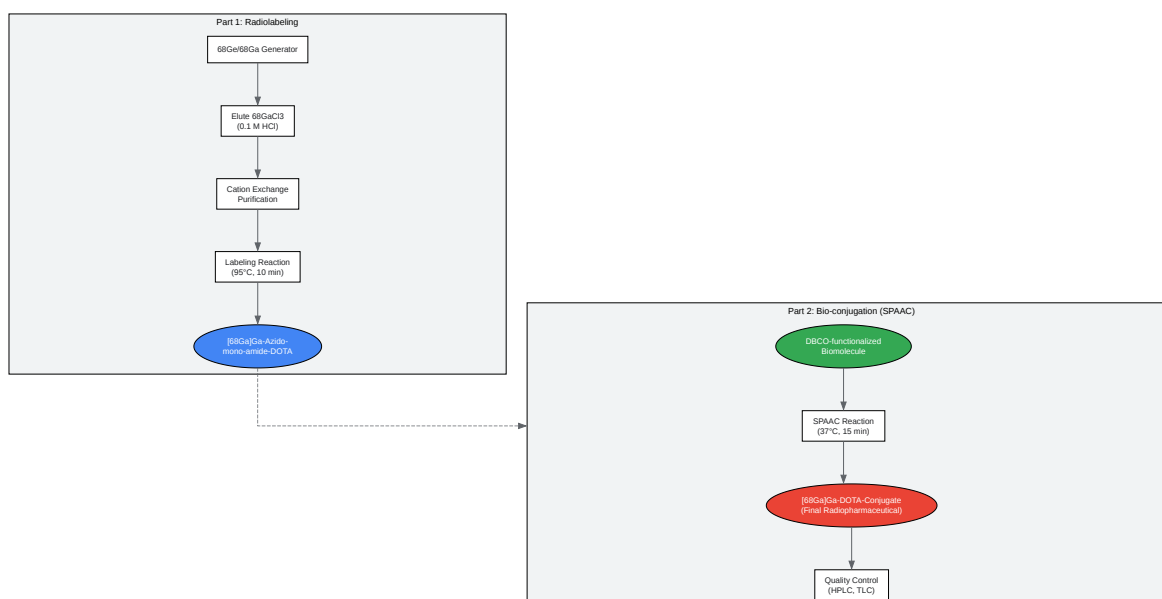 Part 1: Radiolabeling
68Ge/68Ga Generator
Elute 68GaCl3
(0.1 M HCl)
Cation Exchange
Purification
Labeling Reaction
(95°C, 10 min)
[68Ga]Ga-Azido-
mono-amide-DOTA
Part 2: Bio-conjugation (SPAAC)
DBCO-functionalized
Biomolecule
SPAAC Reaction
(37°C, 15 min)
[68Ga]Ga-DOTA-Conjugate
(Final Radiopharmaceutical)
Quality Control
(HPLC, TLC)